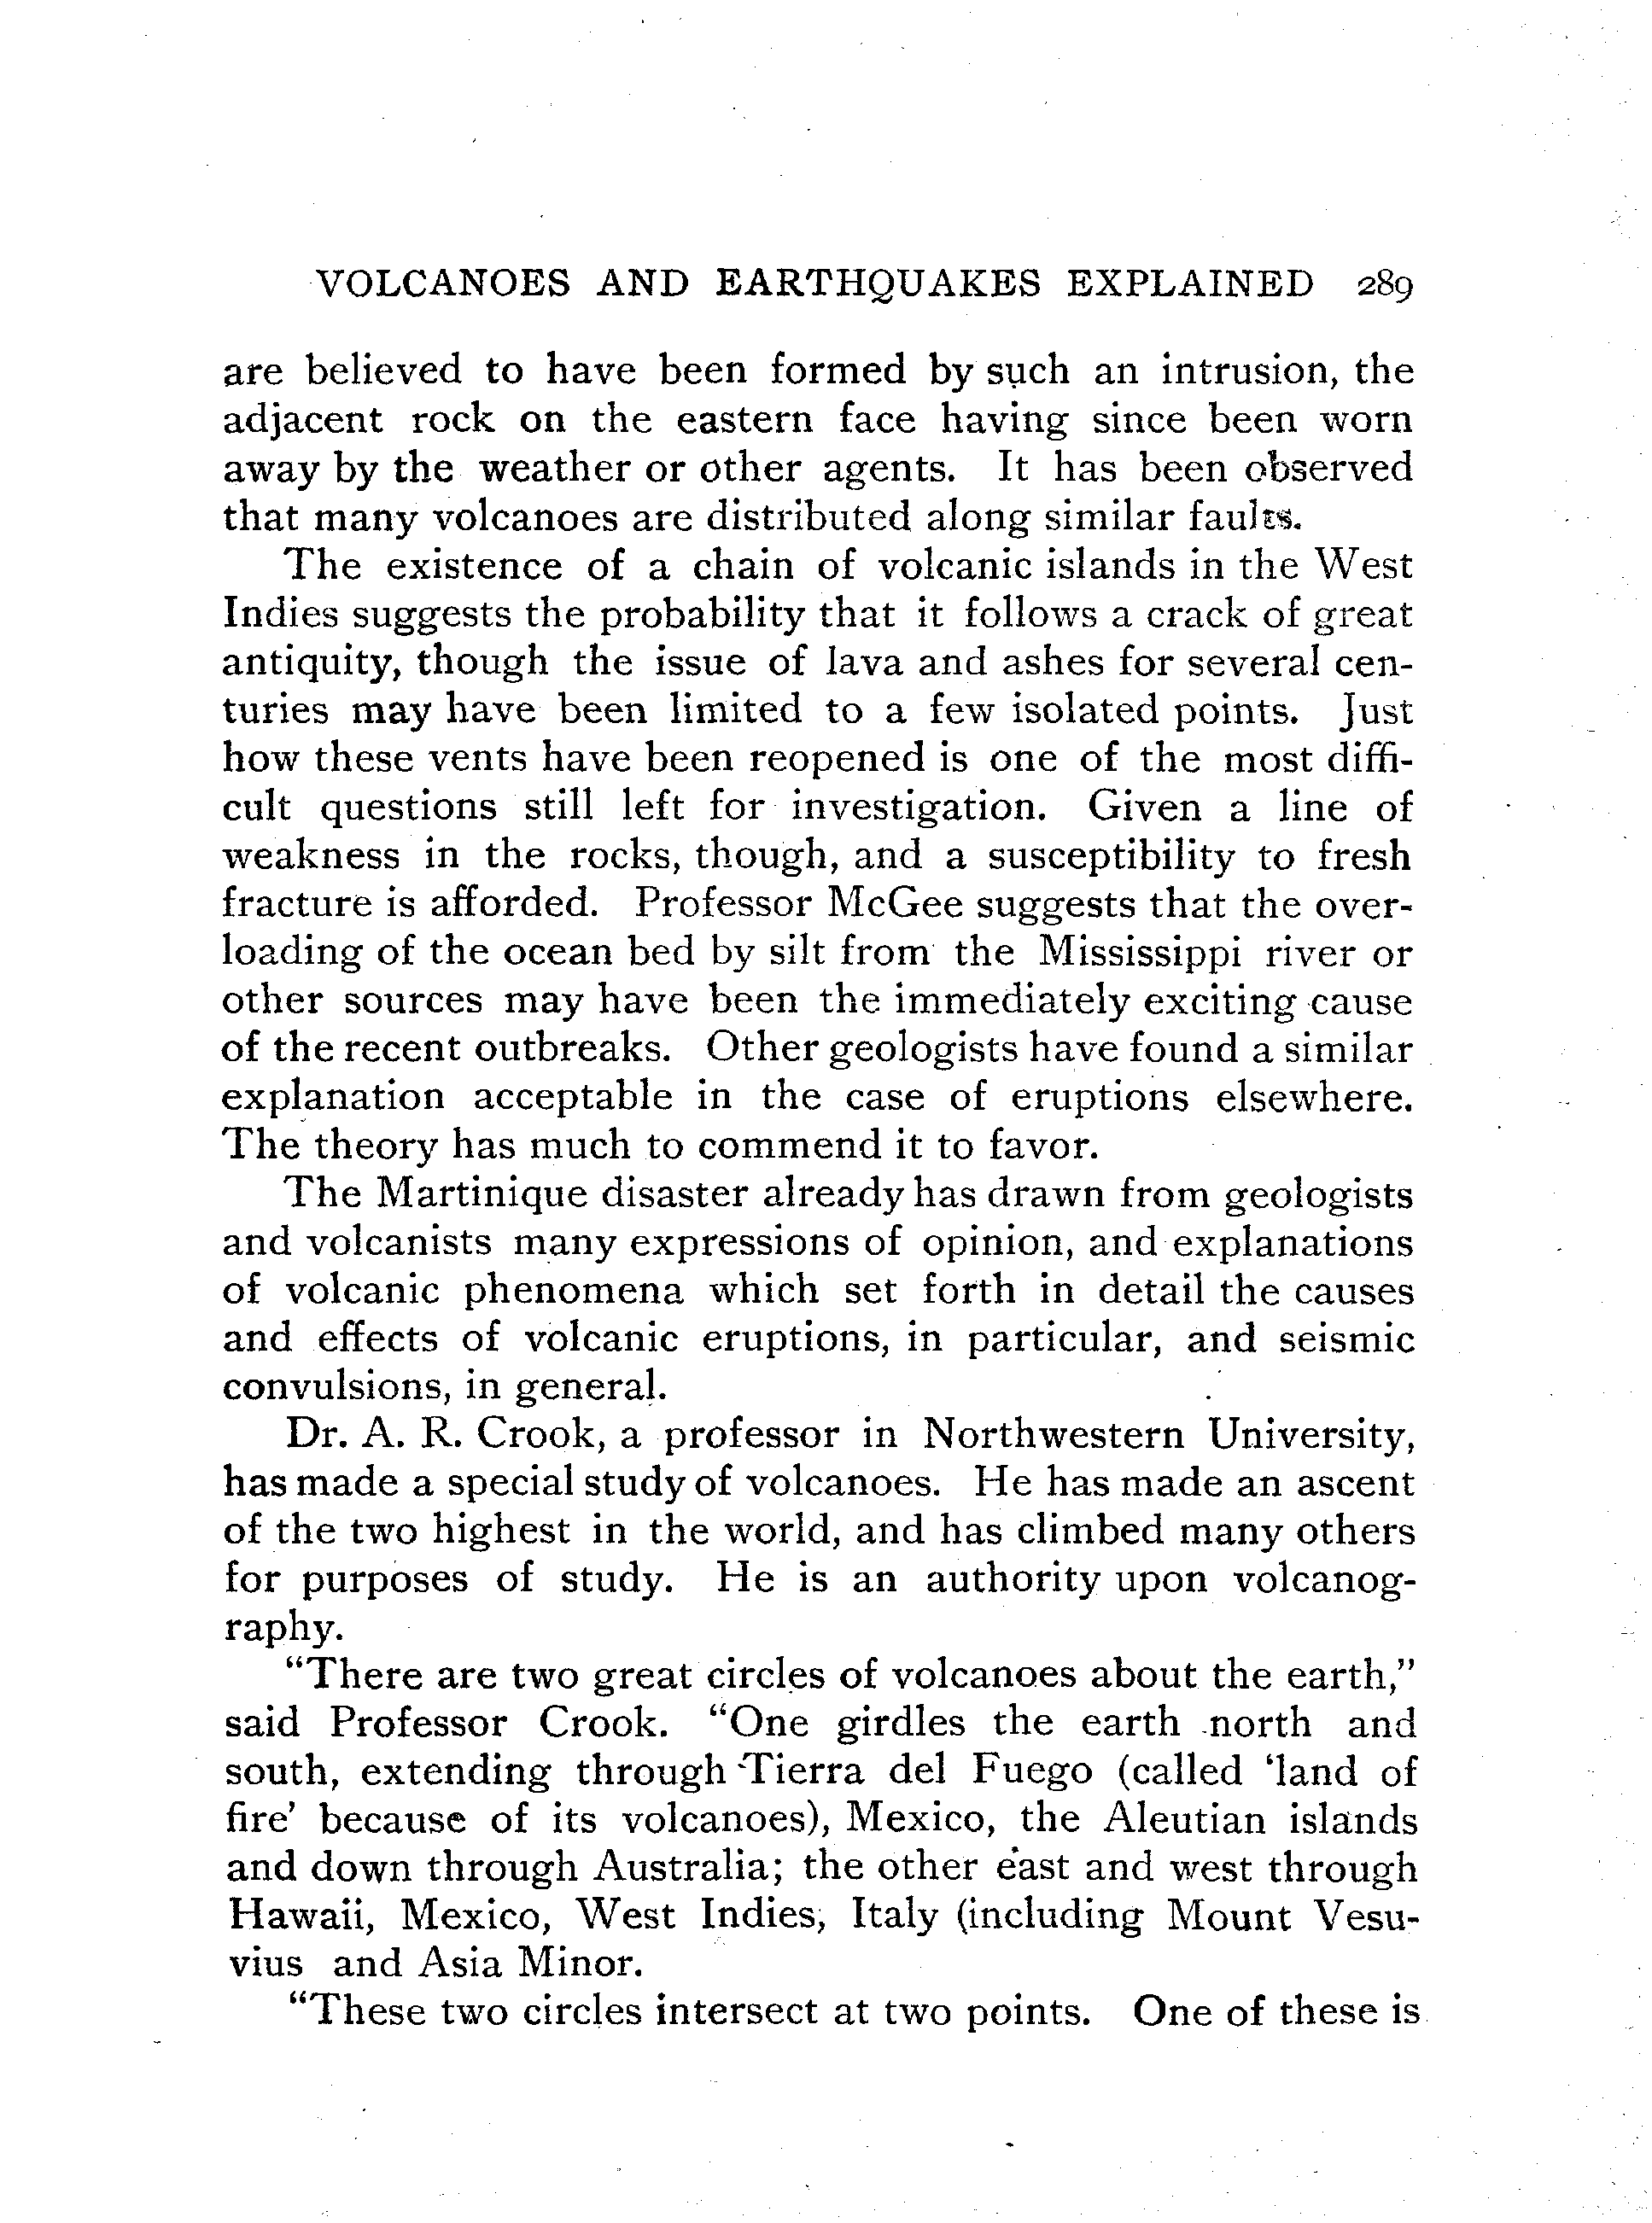 VOLCANOES AND EARTHQUAKES EXPLAINED 289
are believed to have been formed by such an intrusion, the
adjacent rock on the eastern face having since been worn
away by the weather or other agents. It has been observed
that many volcanoes are distributed along similar faults.
The existence of a chain of volcanic islands in the West
Indies suggests the probability that it follows a crack of great
antiquity, though the issue of lava and ashes for several cen-
turies may have been limited to a few isolated points. Just
how these vents have been reopened is one of the most diffi-
cult questions still left for investigation. Given a line of
weakness in the rocks, though, and a susceptibility to fresh
fracture is afforded. Professor McGee suggests that the over-
loading of the ocean bed by silt from the Mississippi river or
other sources may have been the immediately exciting cause
of the recent outbreaks. Other geologists have found a similar
explanation acceptable in the case of eruptions elsewhere.
The theory has much to commend it to favor.
The Martinique disaster already has drawn from geologists
and volcanists many expressions of opinion, and explanations
of volcanic phenomena which set forth in detail the causes
and effects of volcanic eruptions, in particular, and seismic
convulsions, in general.
Dr. A. R. Crook, a professor in Northwestern University,
has made a special study of volcanoes. He has made an ascent
of the two highest in the world, and has climbed many others
for purposes of study. He is an authority upon volcanog-
raphy.
“There are two great circles of volcanoes about the earth,”
said Professor Crook. “One girdles the earth north and
south, extending through Tierra del Fuego (called ‘land of
fire’ because of its volcanoes), Mexico, the Aleutian islands
and down through Australia; the other east and west through
Hawaii, Mexico, West Indies, Italy (including Mount Vesu-
vius and Asia Minor.
“These two circles intersect at two points. One of these is